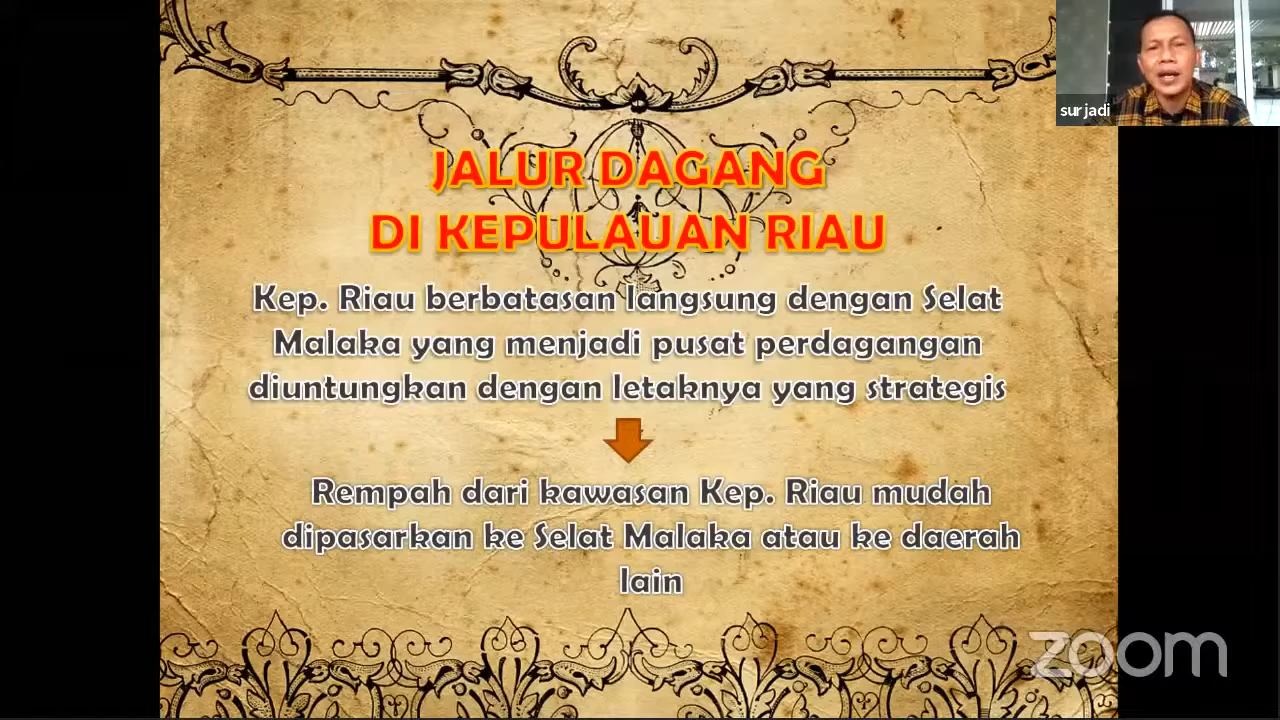 surjadi
JALUR DAGANG
DI KEPULAUAN RIAU
Kep. Riau berbatasan langsung dengan Selat
Malaka yang menjadi pusat perdagangan
diuntungkan dengan letaknya yang strategis
Rempah dari kawasan Kep. Riau mudah
dipasarkan ke Selat Malaka atau ke daerah
lain
zoom